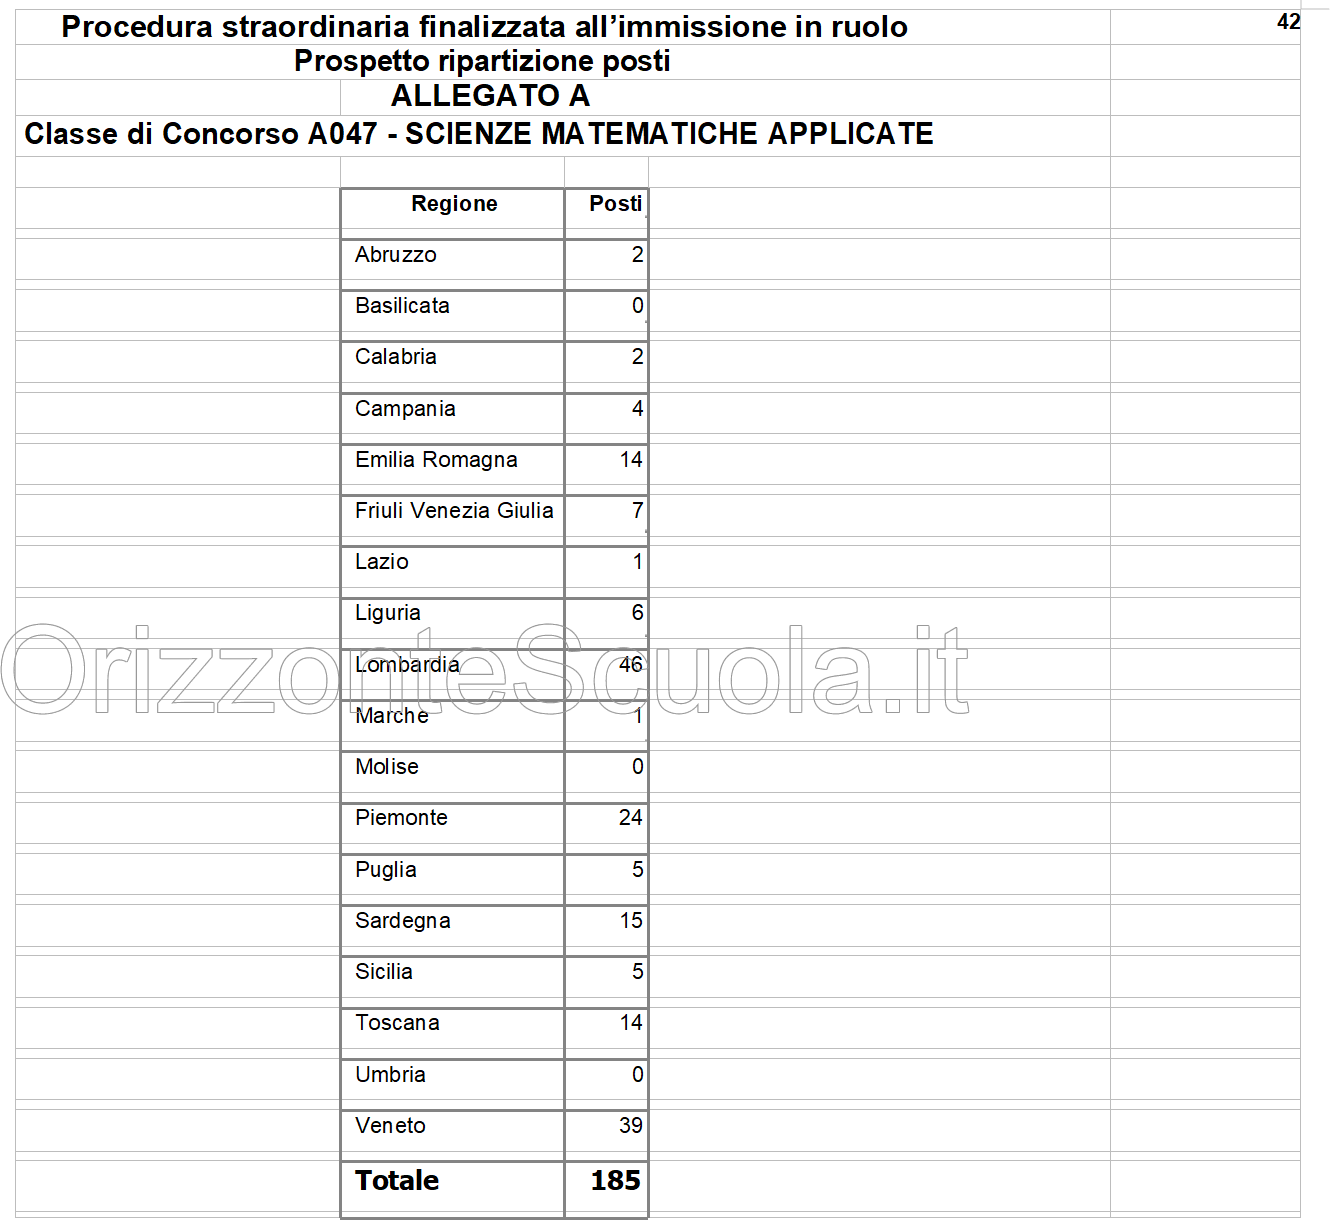 Procedura straordinaria finalizzata all’immissione in ruolo 42
Prospetto ripartizione posti
ALLEGATO A
Classe di Concorso A047 - SCIENZE MATEMATICHE APPLICATE
Regione Posti
Abruzzo 2
Basilicata 0
Calabria 2
Campania 4
Emilia Romagna 14
Friuli Venezia Giulia 7
Lazio 1
Liguria 6
OrizzonteScuola.it
Lombardia 46
Marche 1
Molise 0
Piemonte 24
Puglia 5
Sardegna 15
Sicilia 5
Toscana 14
Umbria 0
Veneto 39
Totale 185